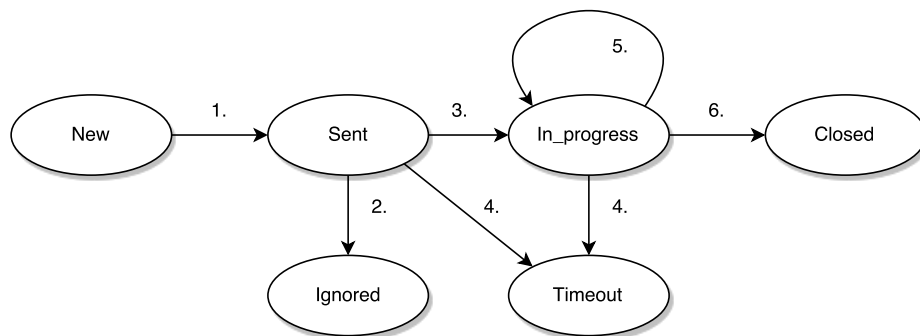 5.
1.
3.
6.
New
Sent
In_progress
Closed
2.
4.
4.
Ignored
Timeout